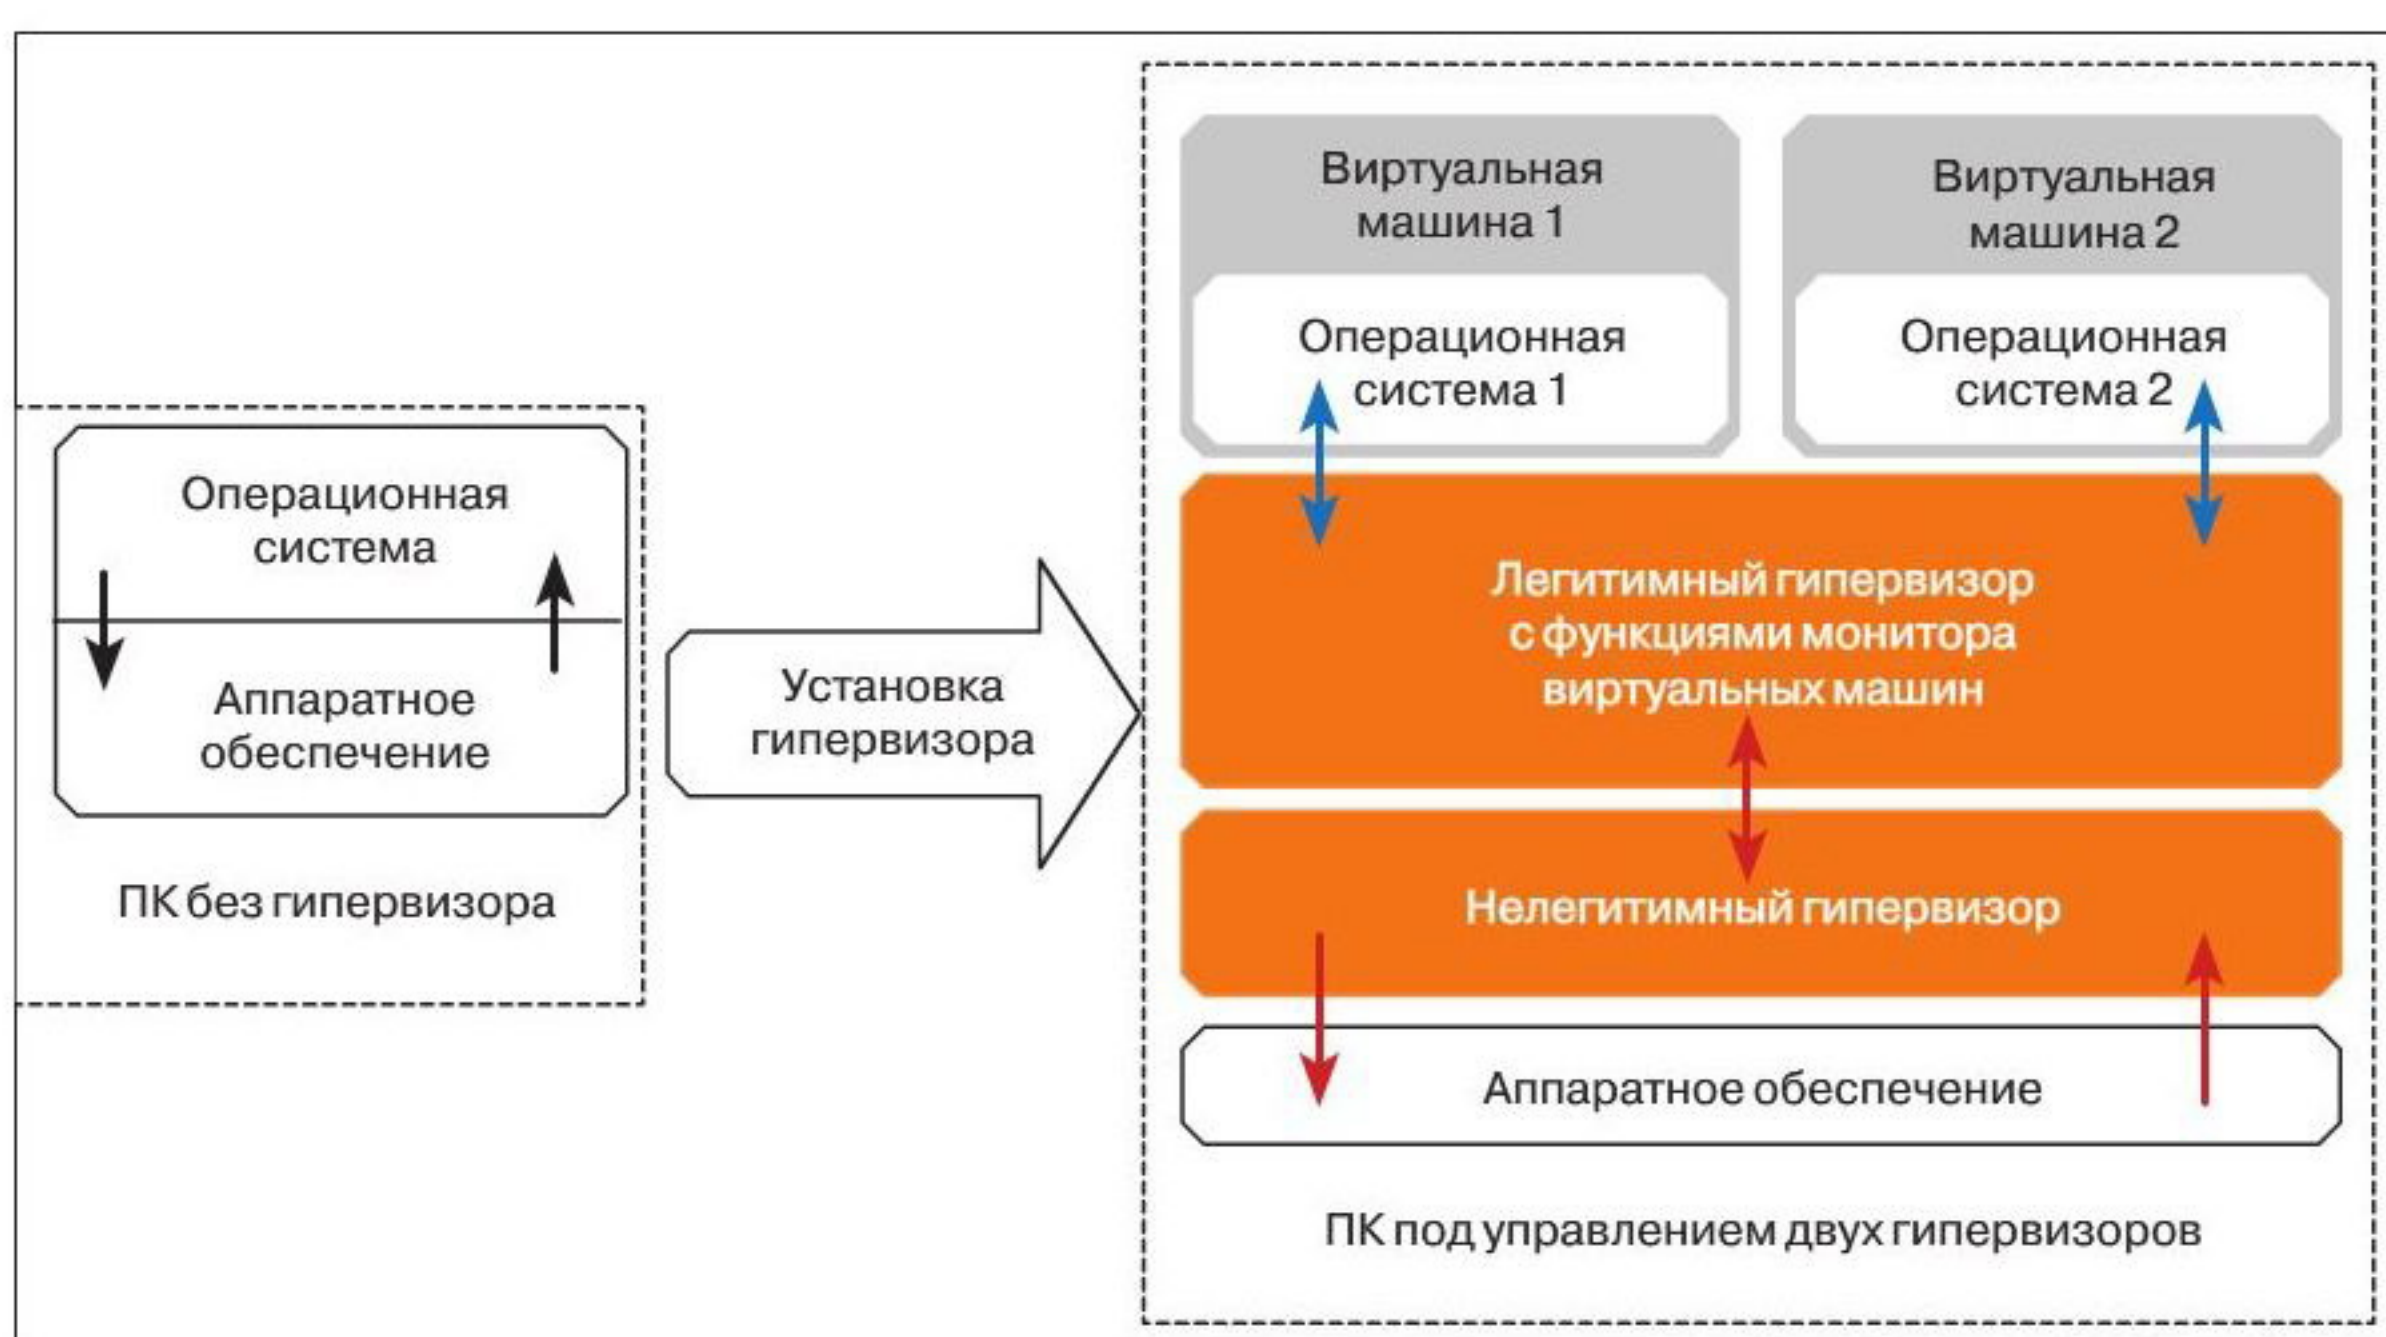 Операционная
система
Аппаратное
обеспечение
ПК без гипервизора
Установка
гипервизора
Виртуальная
машина 1
Операционная
система 1
Виртуальная
машина 2
Операционная
система 2
Легитимный гипервизор
с функциями монитора
виртуальных машин
Нелегитимный гипервизор
Аппаратное обеспечение
ПК под управлением двух гипервизоров